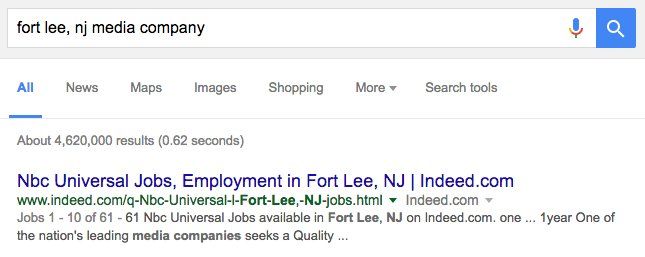 fort lee, nj media company
All News Maps Images Shopping More Search tools
About 4,620,000 results (0.62 seconds)
Nbc Universal Jobs, Employment in Fort Lee, NJ | Indeed.com
www.indeed.com/q-Nbc-Universal-l-Fort-Lee,-NJ-jobs.html Indeed.com
Jobs 1 - 10 of 61 - 61 Nbc Universal Jobs available in Fort Lee, NJ on Indeed.com. one ... 1year One of
the nation's leading media companies seeks a Quality ...